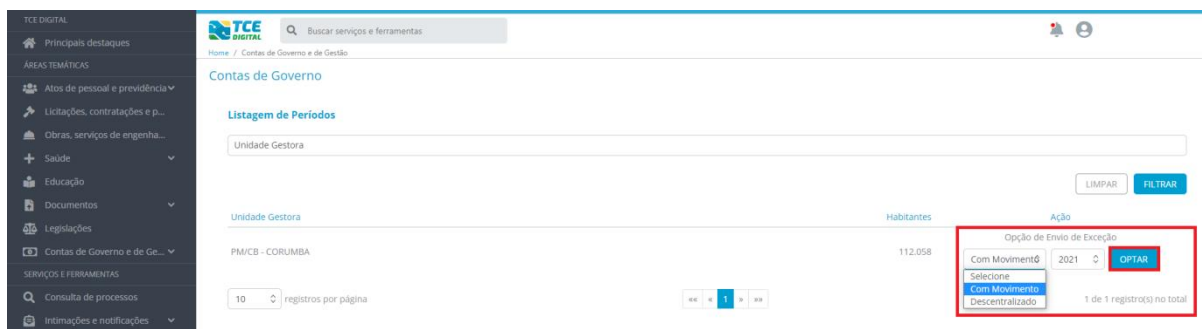 TCE DIGITAL
Principais destaques
ÁREAS TEMÁTICAS
Atos de pessoal e previdência
Licitações, contratações e p...
Obras, serviços de engenha...
Saúde
Educação
Documentos
Legislações
Contas de Governo e de Ge...
SERVIÇOS E FERRAMENTAS
Consulta de processos
Intimações e notificações
TCE
DIGITAL
Buscar serviços e ferramentas
Home / Contas de Governo e de Gestão
Contas de Governo
Listagem de Períodos
Unidade Gestora
LIMPAR FILTRAR
Unidade Gestora Habitantes Ação
Opção de Envio de Exceção
PM/CB - CORUMBA 112.058 Com Movimento 2021 OPTAR
Selecione
Com Movimento
Descentralizado
10 registros por página «« « 1 » »» 1 de 1 registro(s) no total